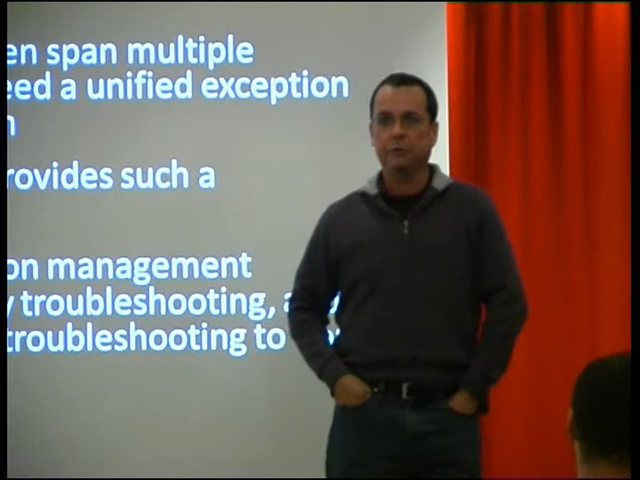 en span multiple
eed a unified exception
n
rovides such a
on management
y troubleshooting, a
troubleshooting to